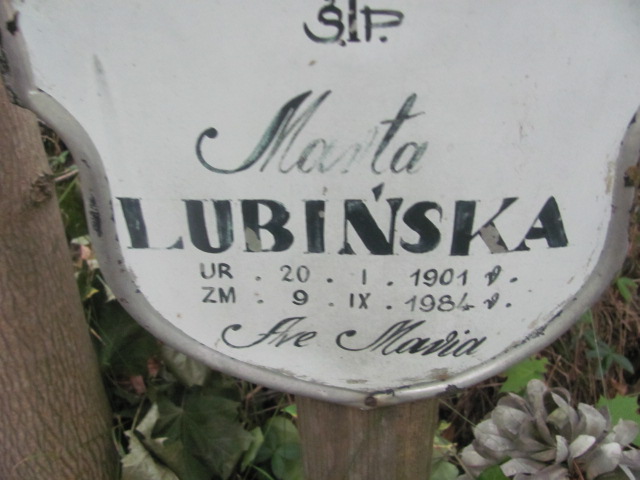 Ś.P.
Marta
LUBIŃSKA
UR. 20. I. 1901 r.
ZM. 9. IX. 1984 r.
Ave Maria